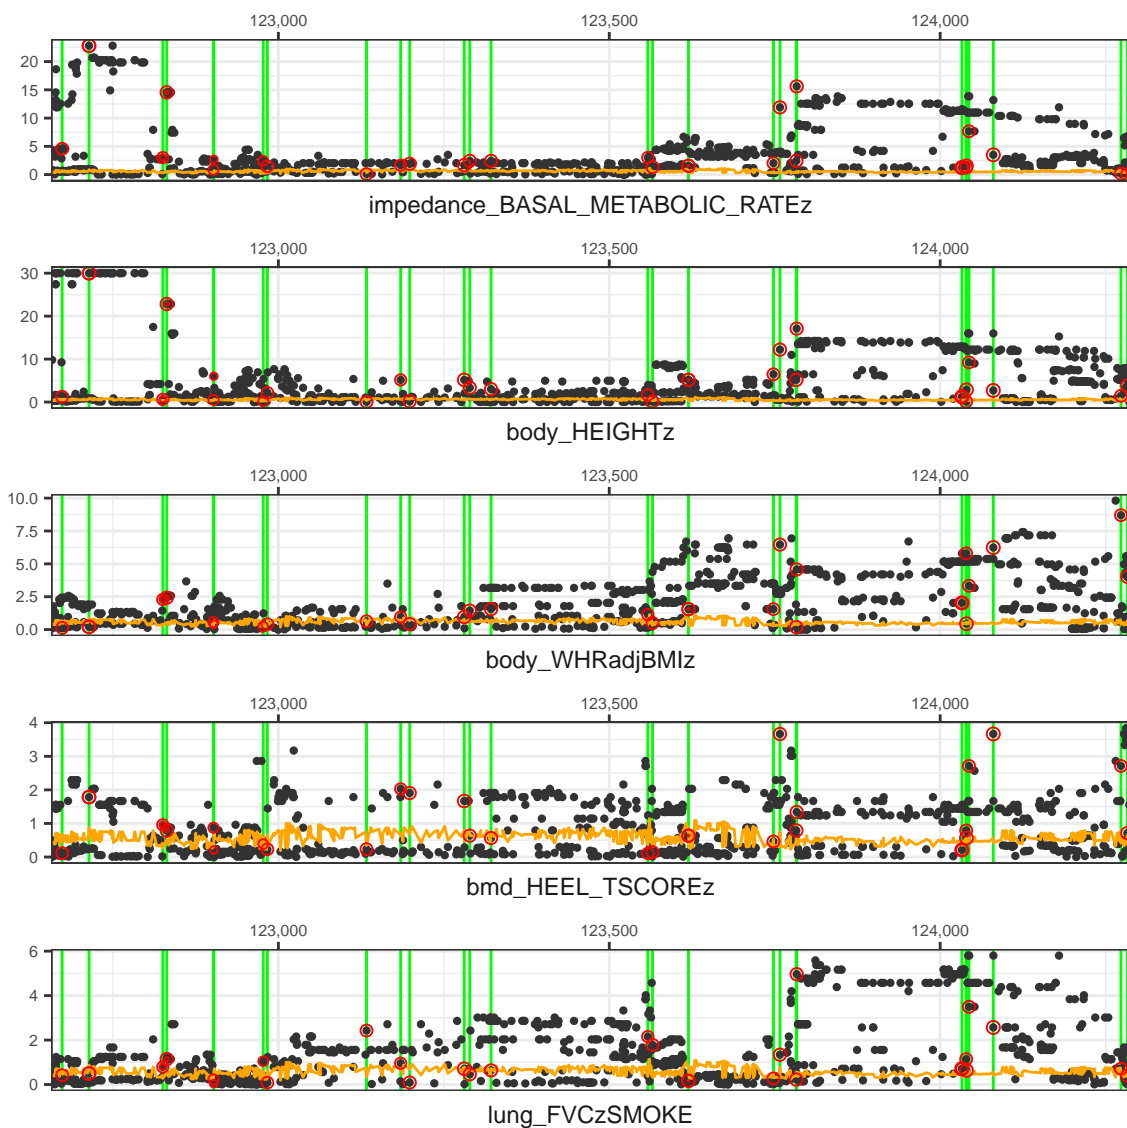 123,000 123,500 124,000
20
15
10
5
0
impedance_BASAL_METABOLIC_RATEz
123,000 123,500 124,000
30
20
10
0
body_HEIGHTz
123,000 123,500 124,000
10.0
7.5
5.0
2.5
0.0
body_WHRadjBMIz
123,000 123,500 124,000
4
3
2
1
0
bmd_HEEL_TSCOREz
123,000 123,500 124,000
6
4
2
0
lung_FVCzSMOKE